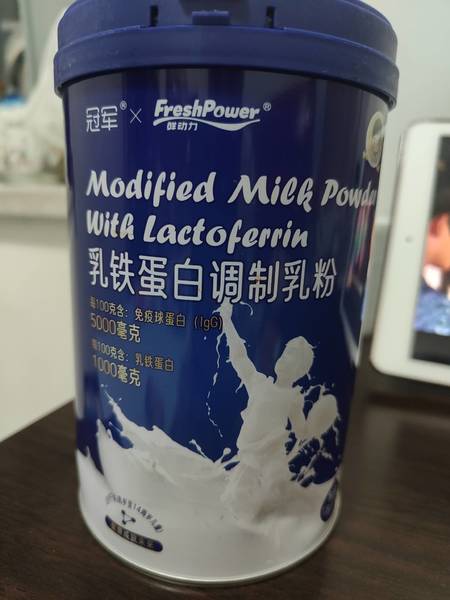 冠军® × FreshPower®
鲜动力
Modified Milk Powder
With Lactoferrin
乳铁蛋白调制乳粉
每100克含：免疫球蛋白（IgG）
5000毫克
每100克含：乳铁蛋白
1000毫克